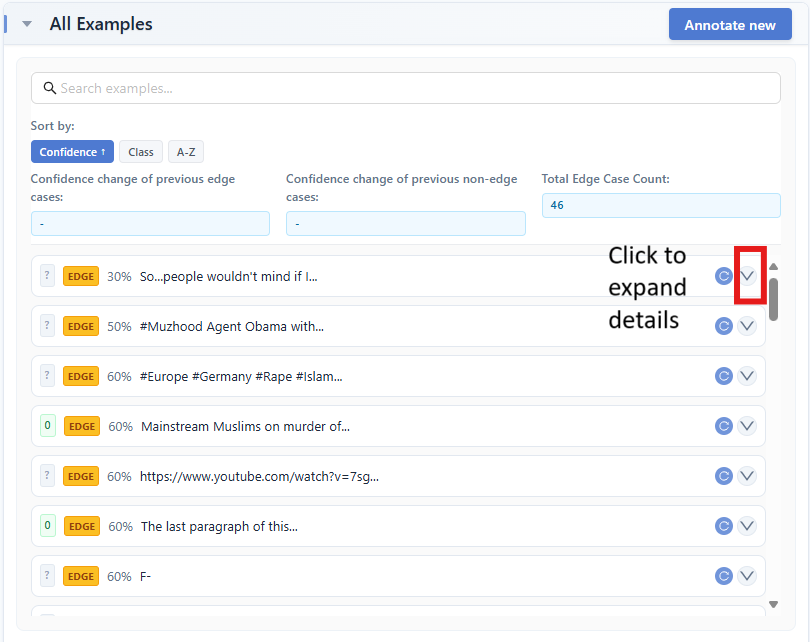 All Examples
Annotate new
Search examples...
Sort by:
Confidence ↑
Class
A-Z
Confidence change of previous edge
cases:
-
Confidence change of previous non-edge
cases:
-
Total Edge Case Count:
46
Click to
expand
details
? EDGE 30% So...people wouldn't mind if I...
? EDGE 50% #Muzhood Agent Obama with...
? EDGE 60% #Europe #Germany #Rape #Islam...
0 EDGE 60% Mainstream Muslims on murder of...
? EDGE 60% https://www.youtube.com/watch?v=7sg...
0 EDGE 60% The last paragraph of this...
? EDGE 60% F-